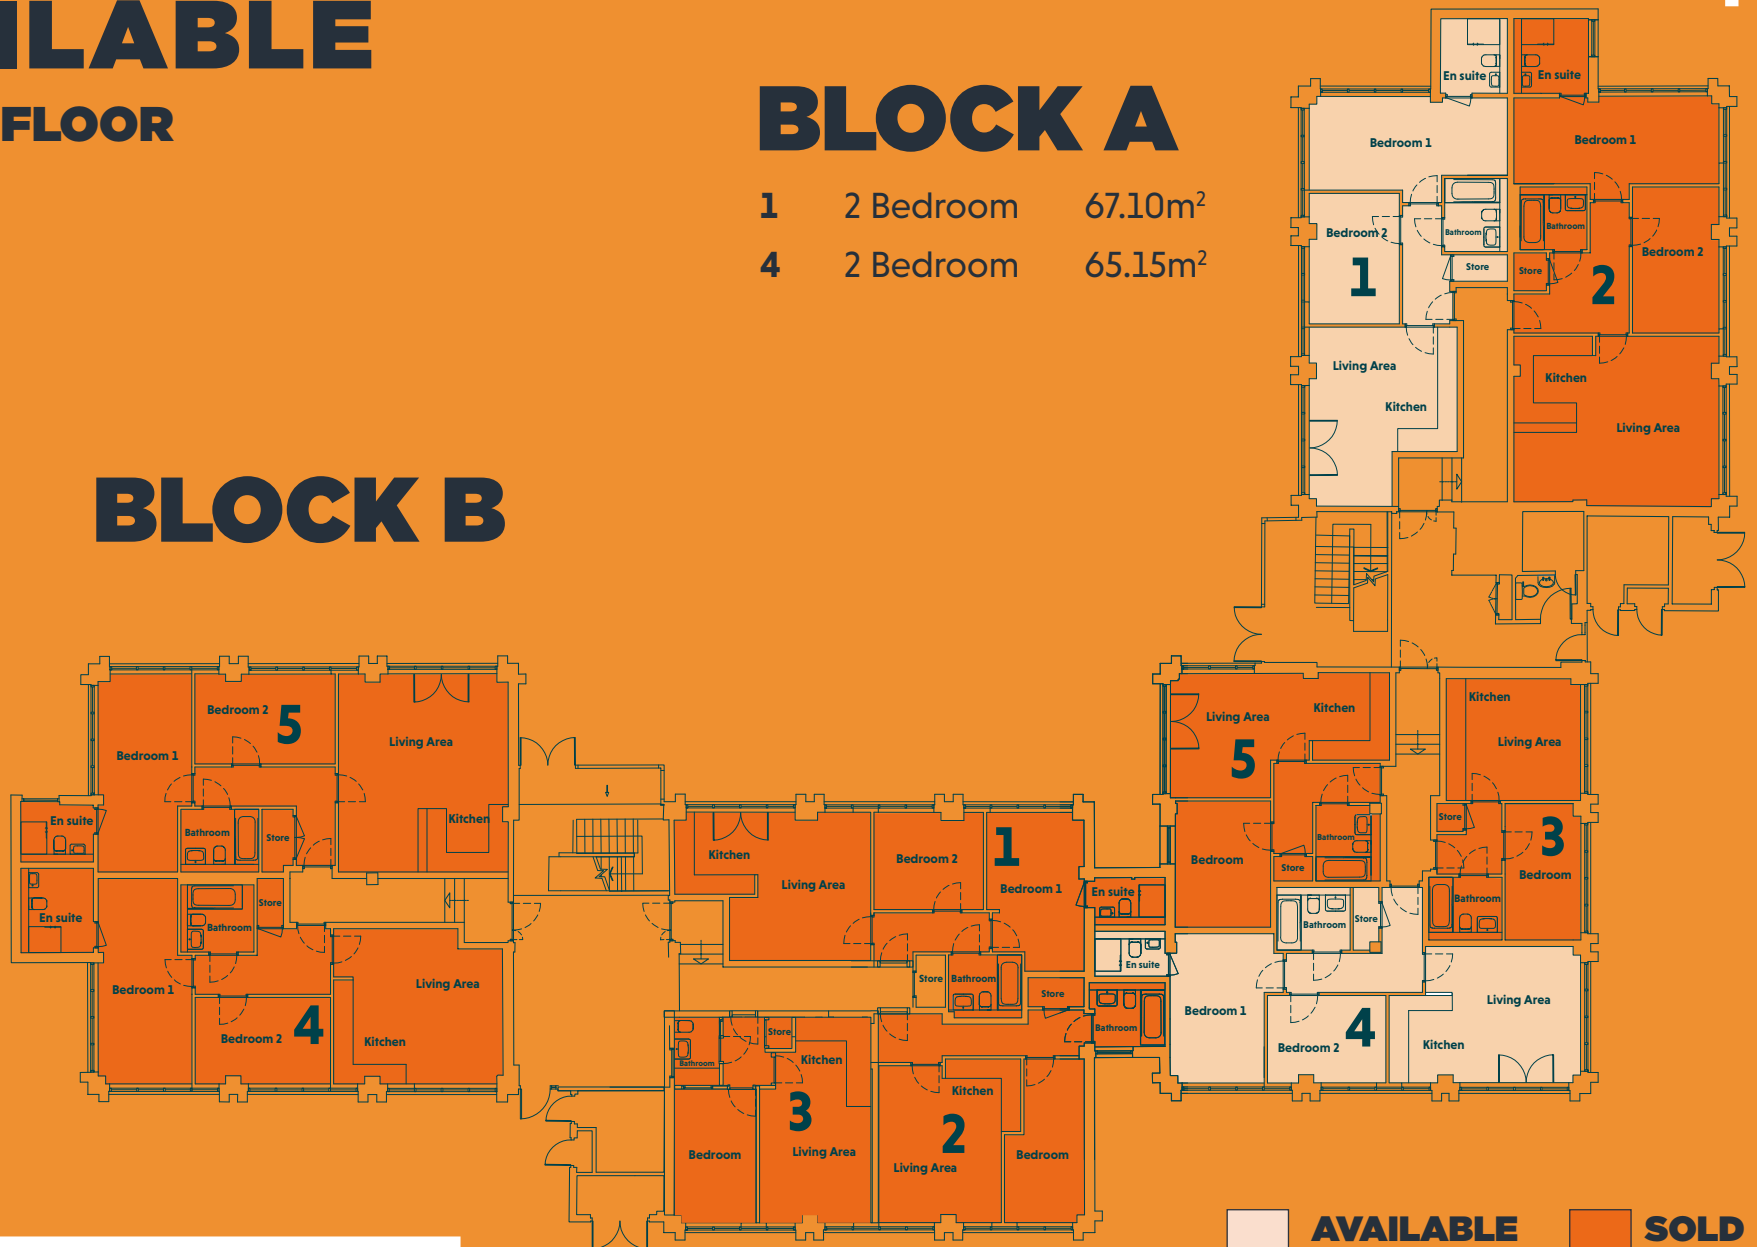 ILABLE
FLOOR
BLOCK A
1 2 Bedroom 67.10m²
4 2 Bedroom 65.15m²
En suite
En suite
Bedroom 1
Bedroom 1
Bathroom
Bathroom
Bedroom 2
Bedroom 2
Store
Store
1
2
Living Area
Kitchen
Kitchen
Living Area
BLOCK B
Bedroom 2
5
Bedroom 1
Living Area
En suite
Bathroom
Store
Kitchen
En suite
Store
Bathroom
Bedroom 1
Living Area
Bedroom 2
4
Kitchen
Kitchen
Bedroom 2
1
Living Area
Bedroom 1
En suite
Store
Bathroom
Store
Bathroom
Bathroom
Store
Kitchen
3
Bedroom
Living Area
Kitchen
2
Living Area
Bedroom
Living Area
Kitchen
5
Bedroom
Bathroom
Store
Kitchen
Living Area
Store
3
Bedroom
Bathroom
Bathroom
Store
En suite
Bedroom 1
Bedroom 2
4
Living Area
Kitchen
AVAILABLE
SOLD